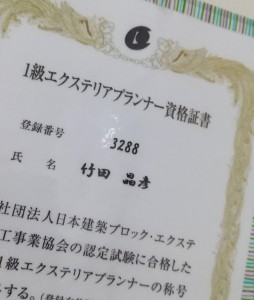 1級エクステリアプランナー資格証書
登録番号 3288
氏名 竹田 晶彦
社団法人日本建築ブロック・エクステ
工事業協会の認定試験に合格した
1級エクステリアプランナーの称号
する。